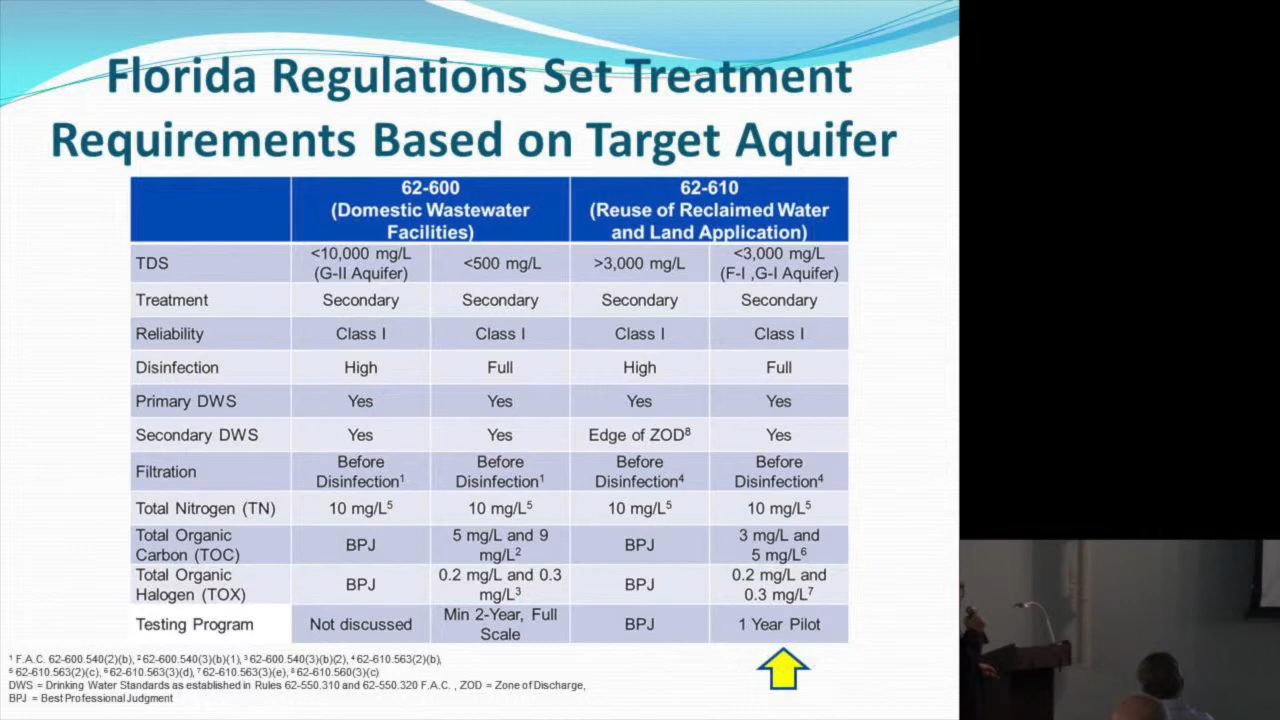 Florida Regulations Set Treatment
Requirements Based on Target Aquifer
62-600
(Domestic Wastewater
Facilities)
62-610
(Reuse of Reclaimed Water
and Land Application)
TDS
<10,000 mg/L
(G-II Aquifer)
<500 mg/L
>3,000 mg/L
<3,000 mg/L
(F-I ,G-I Aquifer)
Treatment
Secondary
Secondary
Secondary
Secondary
Reliability
Class I
Class I
Class I
Class I
Disinfection
High
Full
High
Full
Primary DWS
Yes
Yes
Yes
Yes
Secondary DWS
Yes
Yes
Edge of ZOD⁸
Yes
Filtration
Before
Disinfection¹
Before
Disinfection¹
Before
Disinfection⁴
Before
Disinfection⁴
Total Nitrogen (TN)
10 mg/L⁵
10 mg/L⁵
10 mg/L⁵
10 mg/L⁵
Total Organic
Carbon (TOC)
BPJ
5 mg/L and 9
mg/L²
BPJ
3 mg/L and
5 mg/L⁶
Total Organic
Halogen (TOX)
BPJ
0.2 mg/L and 0.3
mg/L³
BPJ
0.2 mg/L and
0.3 mg/L⁷
Testing Program
Not discussed
Min 2-Year, Full
Scale
BPJ
1 Year Pilot
¹ F.A.C. 62-600.540(2)(b), ² 62-600.540(3)(b)(1), ³ 62-600.540(3)(b)(2), ⁴ 62-610.563(2)(b),
⁵ 62-610.563(2)(c), ⁶ 62-610.563(3)(d), ⁷ 62-610.563(3)(e), ⁸ 62-610.560(3)(c)
DWS = Drinking Water Standards as established in Rules 62-550.310 and 62-550.320 F.A.C. , ZOD = Zone of Discharge,
BPJ = Best Professional Judgment